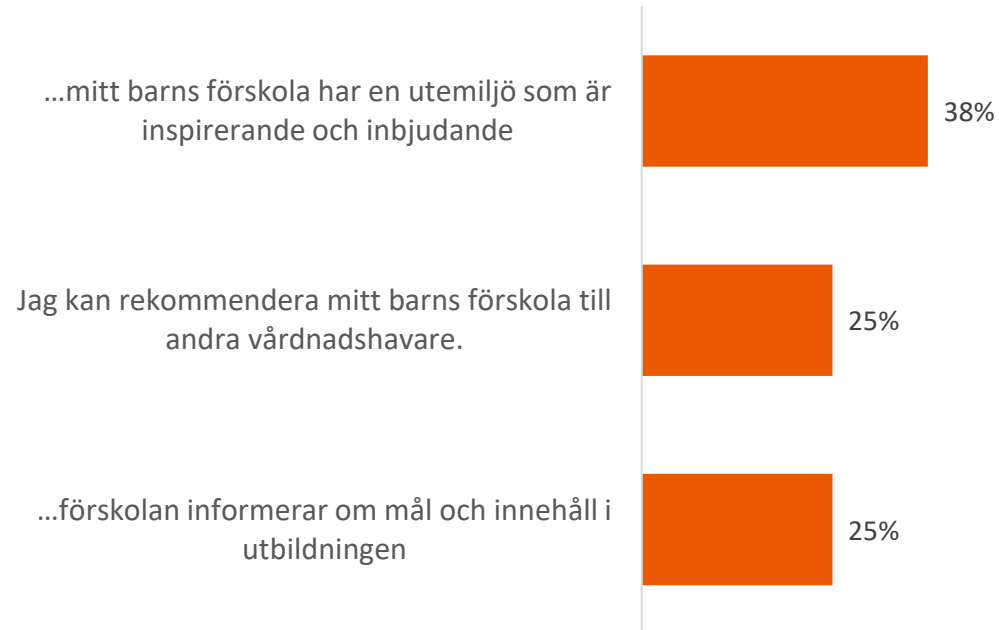 ...mitt barns förskola har en utemiljö som är
inspirerande och inbjudande
38%
Jag kan rekommendera mitt barns förskola till
andra vårdnadshavare.
25%
...förskolan informerar om mål och innehåll i
utbildningen
25%